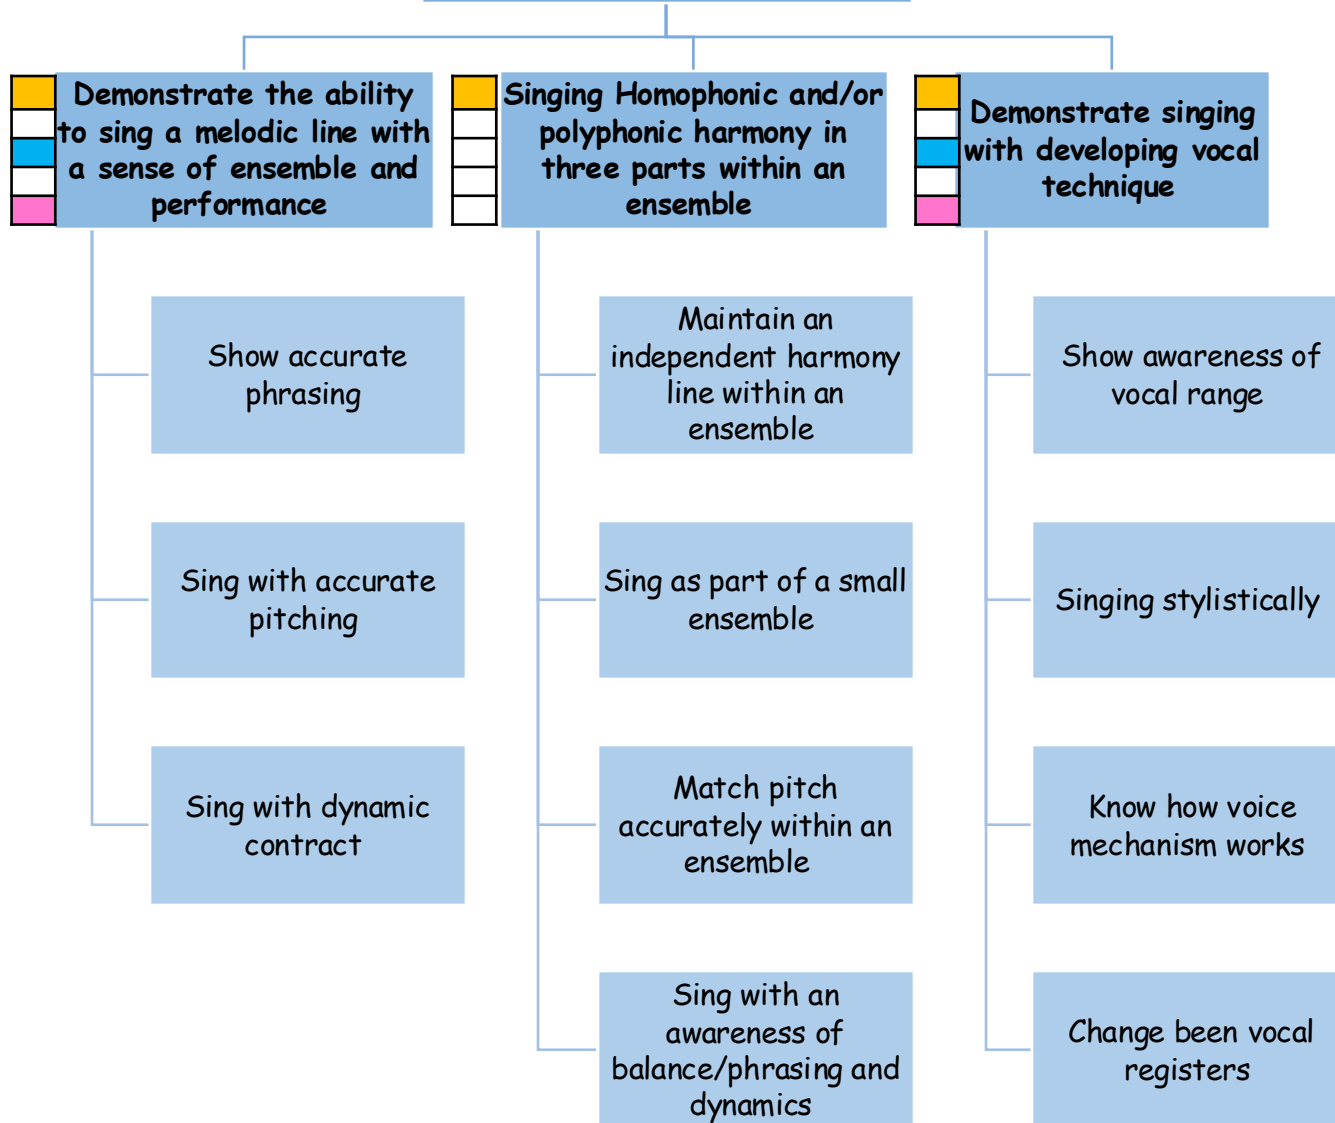 Demonstrate the ability
to sing a melodic line with
a sense of ensemble and
performance
Singing Homophonic and/or
polyphonic harmony in
three parts within an
ensemble
Demonstrate singing
with developing vocal
technique
Show accurate
phrasing
Sing with accurate
pitching
Sing with dynamic
contract
Maintain an
independent harmony
line within an
ensemble
Sing as part of a small
ensemble
Match pitch
accurately within an
ensemble
Sing with an
awareness of
balance/phrasing and
dynamics
Show awareness of
vocal range
Singing stylistically
Know how voice
mechanism works
Change been vocal
registers